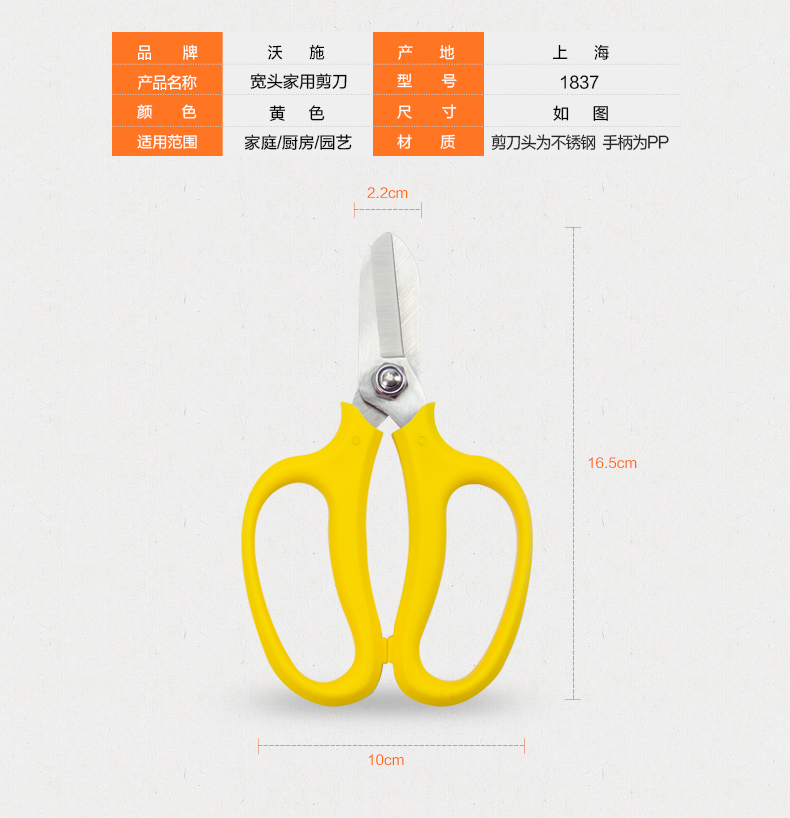 品 牌 沃 施 产 地 上 海
产品名称 宽头家用剪刀 型 号 1837
颜 色 黄 色 尺 寸 如 图
适用范围 家庭/厨房/园艺 材 质 剪刀头为不锈钢 手柄为PP
2.2cm
16.5cm
10cm